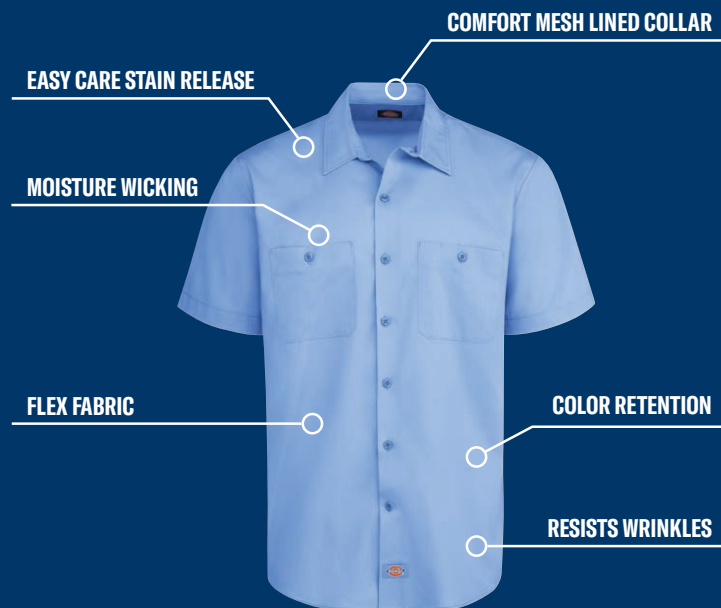 COMFORT MESH LINED COLLAR
EASY CARE STAIN RELEASE
MOISTURE WICKING
FLEX FABRIC
COLOR RETENTION
RESISTS WRINKLES